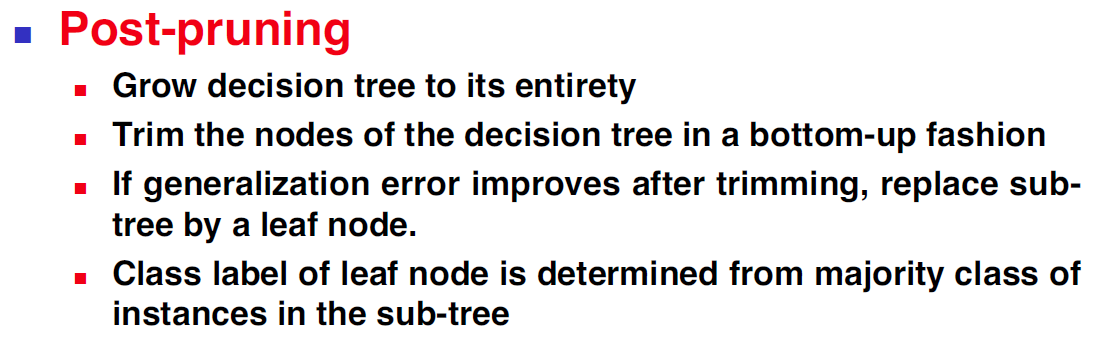 Post-pruning
Grow decision tree to its entirety
Trim the nodes of the decision tree in a bottom-up fashion
If generalization error improves after trimming, replace sub-
tree by a leaf node.
Class label of leaf node is determined from majority class of
instances in the sub-tree